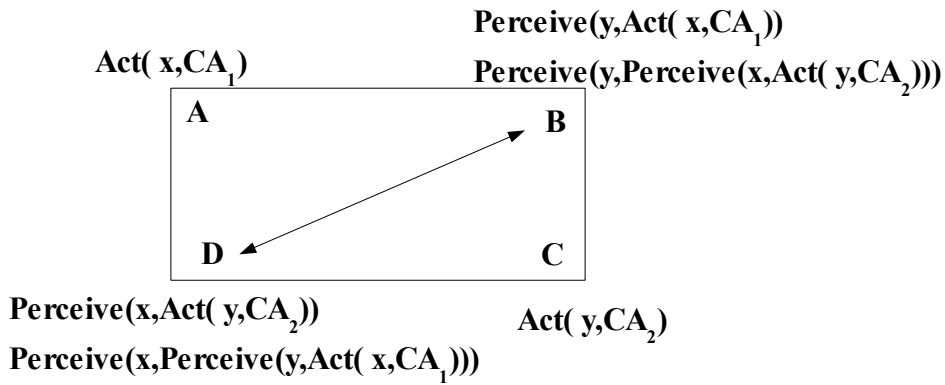 Perceive(y,Act( x,CA₁))
Act( x,CA₁)
Perceive(y,Perceive(x,Act( y,CA₂)))
A
B
D
C
Perceive(x,Act( y,CA₂))
Act( y,CA₂)
Perceive(x,Perceive(y,Act( x,CA₁)))